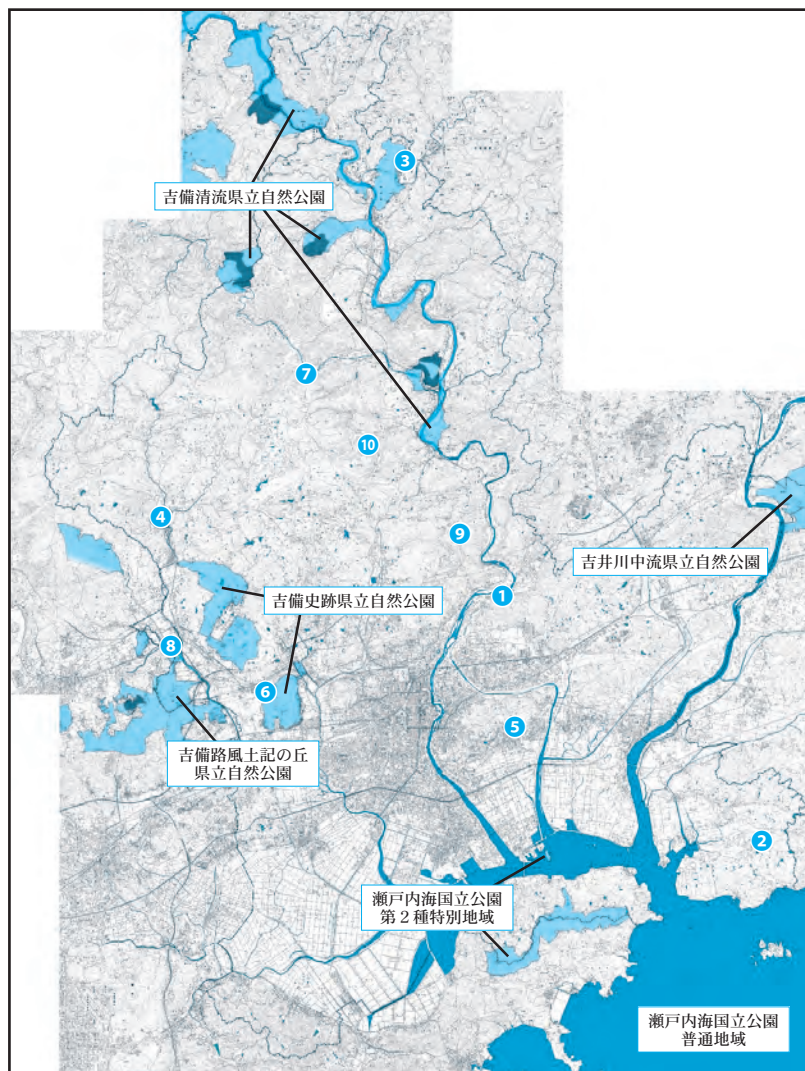 3
吉備清流県立自然公園
7
10
4
9
吉井川中流県立自然公園
1
吉備史跡県立自然公園
8
6
5
吉備路風土記の丘
県立自然公園
2
瀬戸内海国立公園
第2種特別地域
瀬戸内海国立公園
普通地域